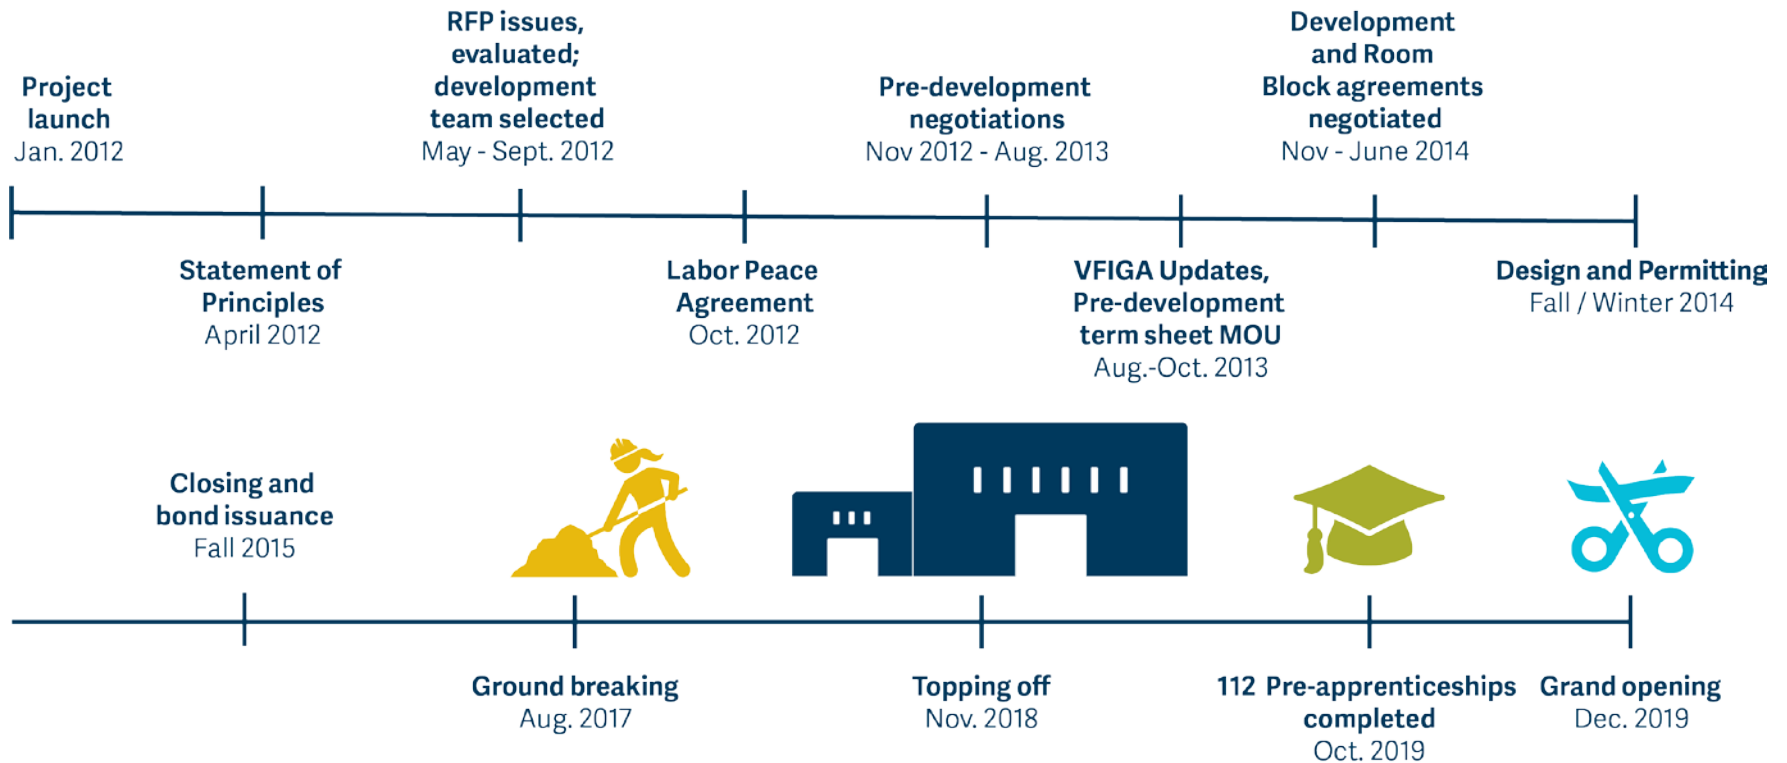 Project
launch
Jan. 2012
RFP issues,
evaluated;
development
team selected
May - Sept. 2012
Pre-development
negotiations
Nov 2012 - Aug. 2013
Development
and Room
Block agreements
negotiated
Nov - June 2014
Statement of
Principles
April 2012
Labor Peace
Agreement
Oct. 2012
VFIGA Updates,
Pre-development
term sheet MOU
Aug.-Oct. 2013
Design and Permitting
Fall / Winter 2014
Closing and
bond issuance
Fall 2015
Ground breaking
Aug. 2017
Topping off
Nov. 2018
112 Pre-apprenticeships
completed
Oct. 2019
Grand opening
Dec. 2019